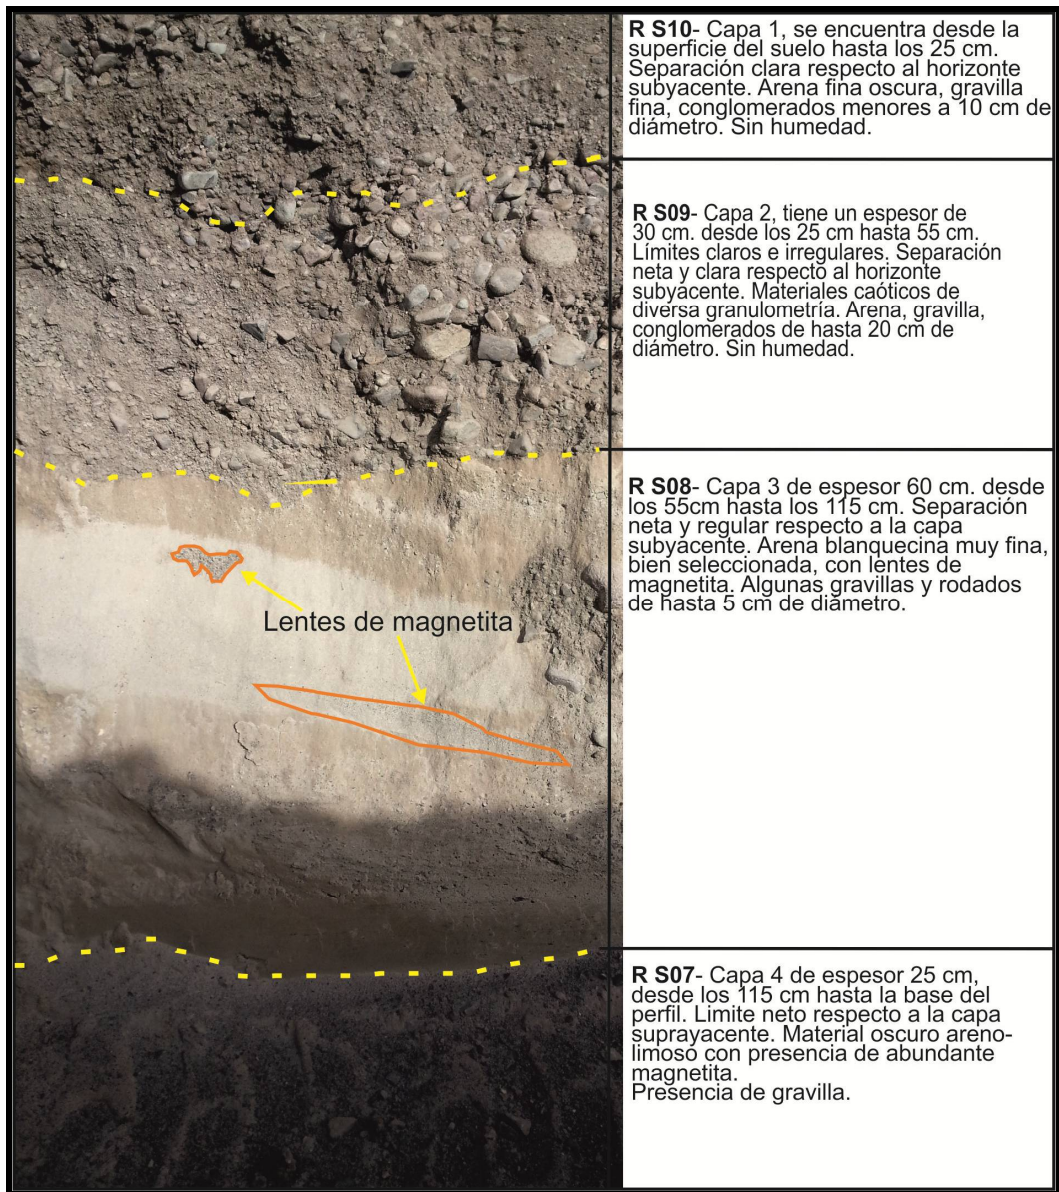 R S10- Capa 1, se encuentra desde la
superficie del suelo hasta los 25 cm.
Separación clara respecto al horizonte
subyacente. Arena fina oscura, gravilla
fina, conglomerados menores a 10 cm de
diámetro. Sin humedad.
R S09- Capa 2, tiene un espesor de
30 cm. desde los 25 cm hasta 55 cm.
Límites claros e irregulares. Separación
neta y clara respecto al horizonte
subyacente. Materiales caóticos de
diversa granulometría. Arena, gravilla,
conglomerados de hasta 20 cm de
diámetro. Sin humedad.
R S08- Capa 3 de espesor 60 cm. desde
los 55cm hasta los 115 cm. Separación
neta y regular respecto a la capa
subyacente. Arena blanquecina muy fina,
bien seleccionada, con lentes de
magnetita. Algunas gravillas y rodados
de hasta 5 cm de diámetro.
Lentes de magnetita
R S07- Capa 4 de espesor 25 cm,
desde los 115 cm hasta la base del
perfil. Limite neto respecto a la capa
suprayacente. Material oscuro areno-
limoso con presencia de abundante
magnetita.
Presencia de gravilla.